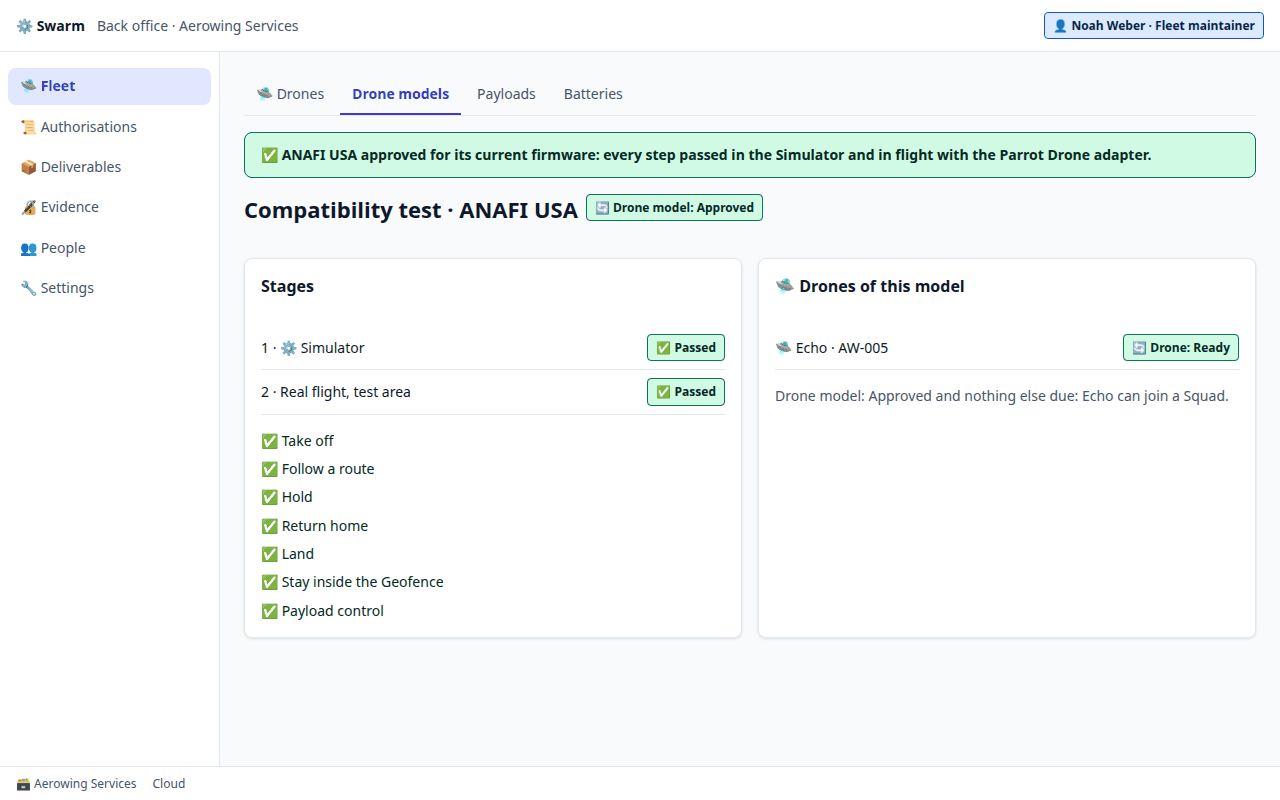 ⚙️ Swarm Back office · Aerowing Services
👤 Noah Weber · Fleet maintainer
🛸 Fleet
📜 Authorisations
📦 Deliverables
🕵️ Evidence
👥 People
🔧 Settings
🛸 Drones Drone models Payloads Batteries
✅ ANAFI USA approved for its current firmware: every step passed in the Simulator and in flight with the Parrot Drone adapter.
Compatibility test · ANAFI USA 🔄 Drone model: Approved
Stages
1 · ⚙️ Simulator ✅ Passed
2 · Real flight, test area ✅ Passed
✅ Take off
✅ Follow a route
✅ Hold
✅ Return home
✅ Land
✅ Stay inside the Geofence
✅ Payload control
🛸 Drones of this model
🛸 Echo · AW-005 🔄 Drone: Ready
Drone model: Approved and nothing else due: Echo can join a Squad.
🗃️ Aerowing Services Cloud